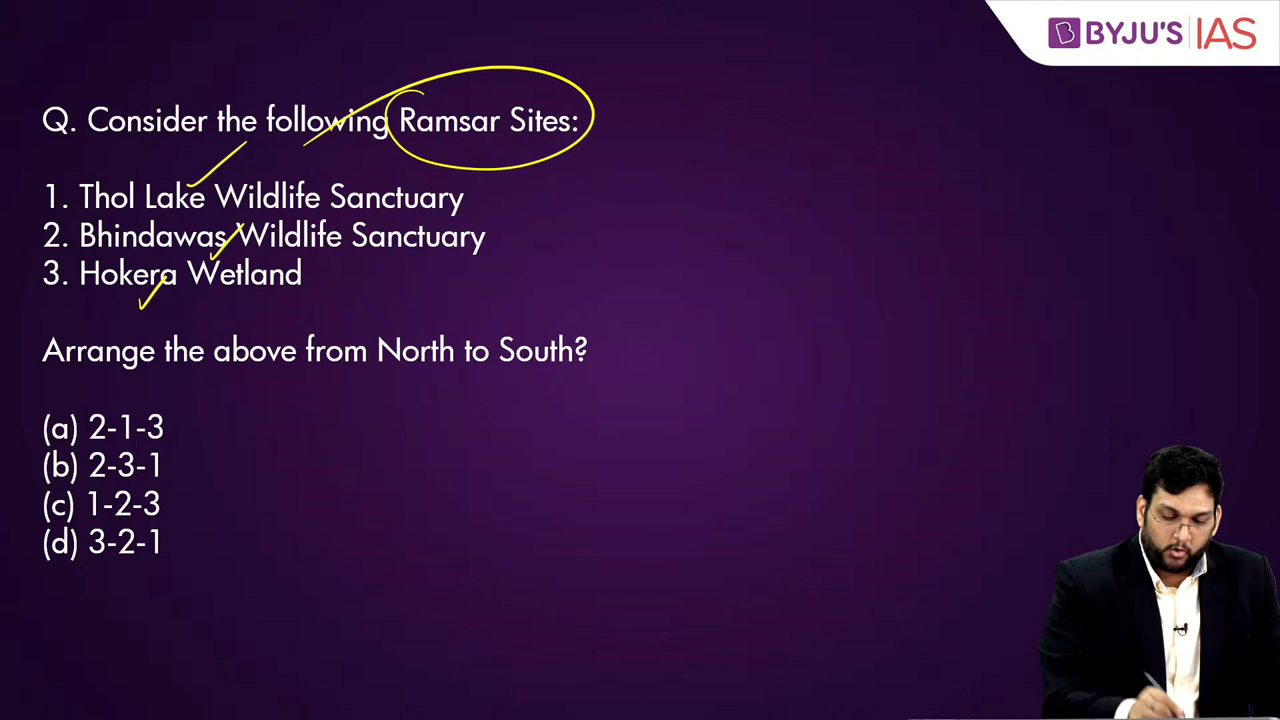 BYJU'S IAS
Q. Consider the following Ramsar Sites:
1. Thol Lake Wildlife Sanctuary
2. Bhindawas Wildlife Sanctuary
3. Hokera Wetland
Arrange the above from North to South?
(a) 2-1-3
(b) 2-3-1
(c) 1-2-3
(d) 3-2-1